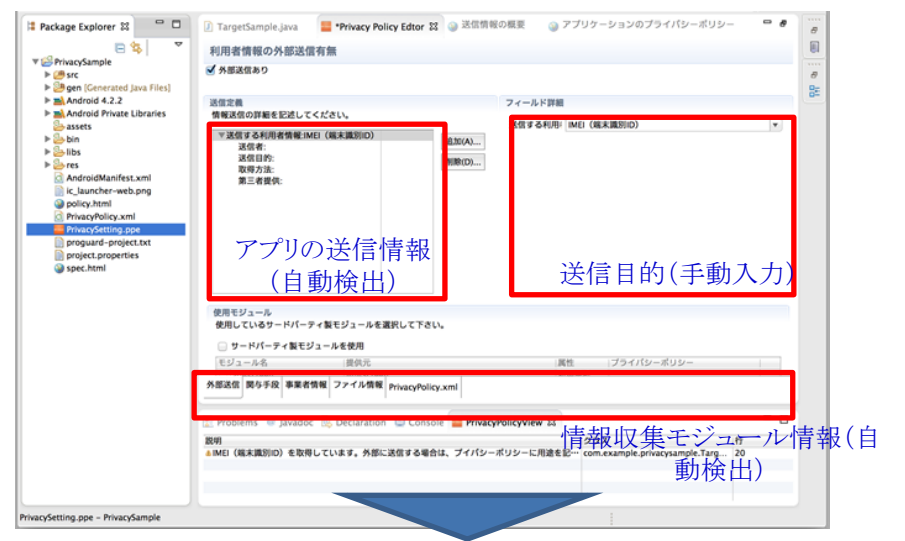 Package Explorer
TargetSample.java
*Privacy Policy Edtor
送信情報の概要
アプリケーションのプライバシーポリシー
PrivacySample
src
gen [Generated Java Files]
Android 4.2.2
Android Private Libraries
assets
bin
libs
res
AndroidManifest.xml
ic_launcher-web.png
policy.html
PrivacyPolicy.xml
PrivacySetting.ppe
proguard-project.txt
project.properties
spec.html
利用者情報の外部送信有無
外部送信あり
送信定義
情報送信の詳細を記述してください。
送信する利用者情報:IMEI（端末識別ID）
送信者:
送信目的:
取得方法:
第三者提供:
追加(A)...
削除(D)...
フィールド詳細
送信する利用 IMEI（端末識別ID）
アプリの送信情報
(自動検出)
送信目的(手動入力)
使用モジュール
使用しているサードパーティ製モジュールを選択して下さい。
サードパーティ製モジュールを使用
モジュール名 提供元 属性 プライバシーポリシー
外部送信 関与手段 事業者情報 ファイル情報 PrivacyPolicy.xml
Problems Javadoc Declaration Console PrivacyPolicyView
情報収集モジュール情報(自
動検出)
説明 行
IMEI（端末識別ID）を取得しています。外部に送信する場合は、プイパシーポリシーに用途を記… com.example.privacysample.Targ... 20
PrivacySetting.ppe – PrivacySample